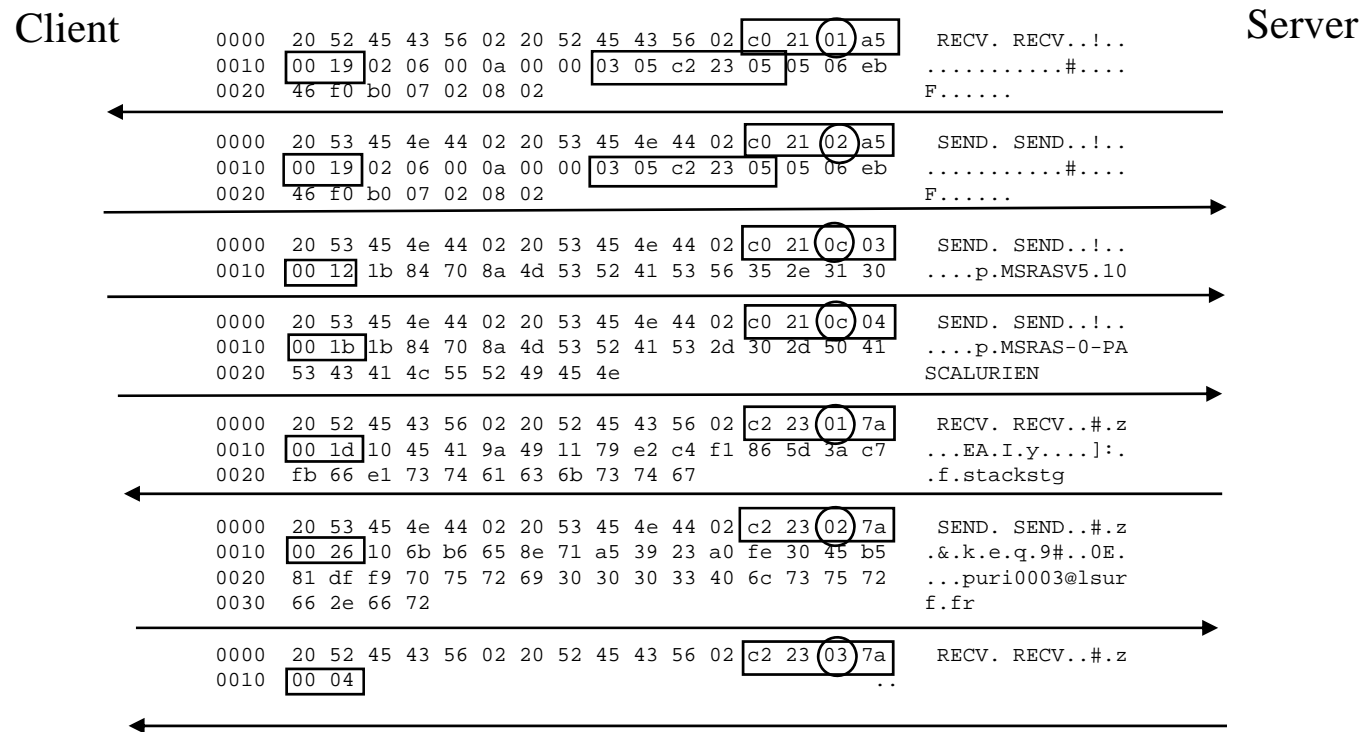 Client
Server
0000 20 52 45 43 56 02 20 52 45 43 56 02 c0 21 01 a5 RECV. RECV..!..
0010 00 19 02 06 00 0a 00 00 03 05 c2 23 05 05 06 eb ...........#....
0020 46 f0 b0 07 02 08 02 F......
0000 20 53 45 4e 44 02 20 53 45 4e 44 02 c0 21 02 a5 SEND. SEND..!..
0010 00 19 02 06 00 0a 00 00 03 05 c2 23 05 05 06 eb ...........#....
0020 46 f0 b0 07 02 08 02 F......
0000 20 53 45 4e 44 02 20 53 45 4e 44 02 c0 21 0c 03 SEND. SEND..!..
0010 00 12 1b 84 70 8a 4d 53 52 41 53 56 35 2e 31 30 ....p.MSRASV5.10
0000 20 53 45 4e 44 02 20 53 45 4e 44 02 c0 21 0c 04 SEND. SEND..!..
0010 00 1b 1b 84 70 8a 4d 53 52 41 53 2d 30 2d 50 41 ....p.MSRAS-0-PA
0020 53 43 41 4c 55 52 49 45 4e SCALURIEN
0000 20 52 45 43 56 02 20 52 45 43 56 02 c2 23 01 7a RECV. RECV..#.z
0010 00 1d 10 45 41 9a 49 11 79 e2 c4 f1 86 5d 3a c7 ...EA.I.y....]:.
0020 fb 66 e1 73 74 61 63 6b 73 74 67 .f.stackstg
0000 20 53 45 4e 44 02 20 53 45 4e 44 02 c2 23 02 7a SEND. SEND..#.z
0010 00 26 10 6b b6 65 8e 71 a5 39 23 a0 fe 30 45 b5 .&.k.e.q.9#..0E.
0020 81 df f9 70 75 72 69 30 30 30 33 40 6c 73 75 72 ...puri0003@lsur
0030 66 2e 66 72 f.fr
0000 20 52 45 43 56 02 20 52 45 43 56 02 c2 23 03 7a RECV. RECV..#.z
0010 00 04 ..